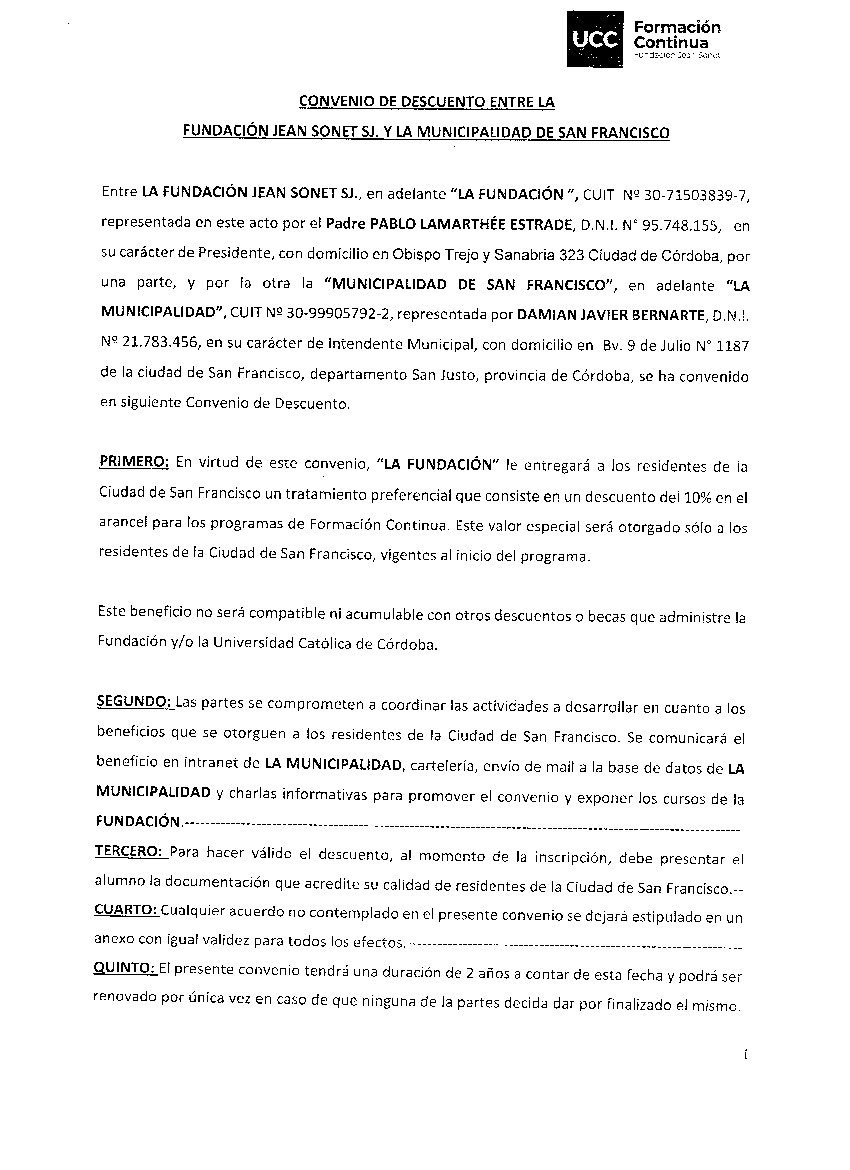 UCC
Formación
Continua
Fundación Jean Sonet
CONVENIO DE DESCUENTO ENTRE LA
FUNDACIÓN JEAN SONET SJ. Y LA MUNICIPALIDAD DE SAN FRANCISCO
Entre LA FUNDACIÓN JEAN SONET SJ., en adelante "LA FUNDACIÓN ", CUIT Nº 30-71503839-7,
representada en este acto por el Padre PABLO LAMARTHÉE ESTRADE, D.N.I. N° 95.748.155, en
su carácter de Presidente, con domicilio en Obispo Trejo y Sanabria 323 Ciudad de Córdoba, por
una parte, y por la otra la "MUNICIPALIDAD DE SAN FRANCISCO", en adelante "LA
MUNICIPALIDAD", CUIT Nº 30-99905792-2, representada por DAMIAN JAVIER BERNARTE, D.N.I.
Nº 21.783.456, en su carácter de Intendente Municipal, con domicilio en Bv. 9 de Julio N° 1187
de la ciudad de San Francisco, departamento San Justo, provincia de Córdoba, se ha convenido
en siguiente Convenio de Descuento.
PRIMERO: En virtud de este convenio, "LA FUNDACIÓN" le entregará a los residentes de la
Ciudad de San Francisco un tratamiento preferencial que consiste en un descuento del 10% en el
arancel para los programas de Formación Continua. Este valor especial será otorgado sólo a los
residentes de la Ciudad de San Francisco, vigentes al inicio del programa.
Este beneficio no será compatible ni acumulable con otros descuentos o becas que administre la
Fundación y/o la Universidad Católica de Córdoba.
SEGUNDO: Las partes se comprometen a coordinar las actividades a desarrollar en cuanto a los
beneficios que se otorguen a los residentes de la Ciudad de San Francisco. Se comunicará el
beneficio en intranet de LA MUNICIPALIDAD, cartelería, envío de mail a la base de datos de LA
MUNICIPALIDAD y charlas informativas para promover el convenio y exponer los cursos de la
FUNDACIÓN.-----------------------------------------------------------------------------------------------
TERCERO: Para hacer válido el descuento, al momento de la inscripción, debe presentar el
alumno la documentación que acredite su calidad de residentes de la Ciudad de San Francisco.--
CUARTO: Cualquier acuerdo no contemplado en el presente convenio se dejará estipulado en un
anexo con igual validez para todos los efectos.--------------------------------------------------------
QUINTO: El presente convenio tendrá una duración de 2 años a contar de esta fecha y podrá ser
renovado por única vez en caso de que ninguna de la partes decida dar por finalizado el mismo.